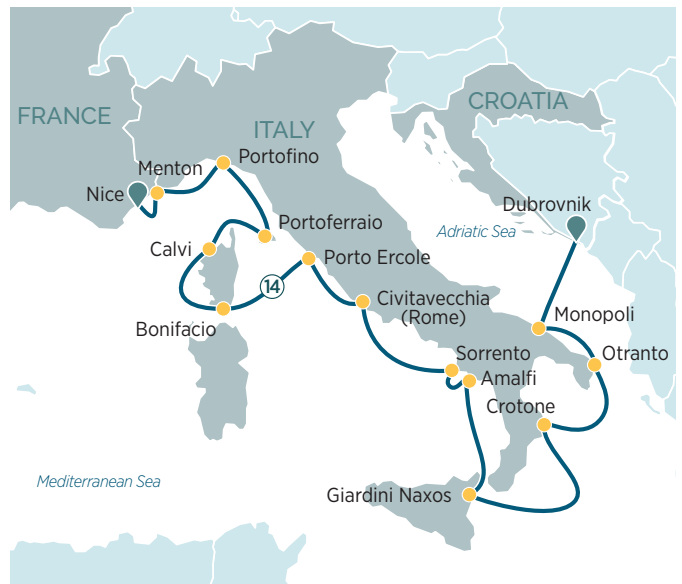 FRANCE
ITALY
CROATIA
Menton
Portofino
Nice
Dubrovnik
Portoferraio
Adriatic Sea
Calvi
Porto Ercole
14
Bonifacio
Civitavecchia
(Rome)
Monopoli
Sorrento
Otranto
Amalfi
Crotone
Mediterranean Sea
Giardini Naxos